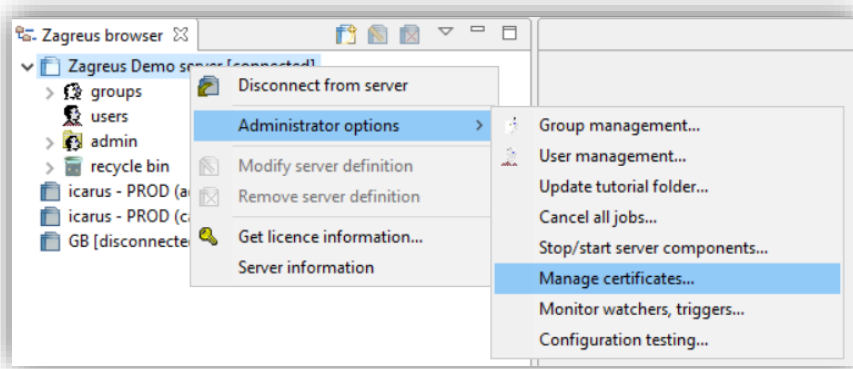 Zagreus browser
Zagreus Demo server [connected]
groups
users
admin
recycle bin
icarus - PROD
icarus - PROD
GB [disconnected
Disconnect from server
Administrator options
Modify server definition
Remove server definition
Get licence information...
Server information
Group management...
User management...
Update tutorial folder...
Cancel all jobs...
Stop/start server components...
Manage certificates...
Monitor watchers, triggers...
Configuration testing...